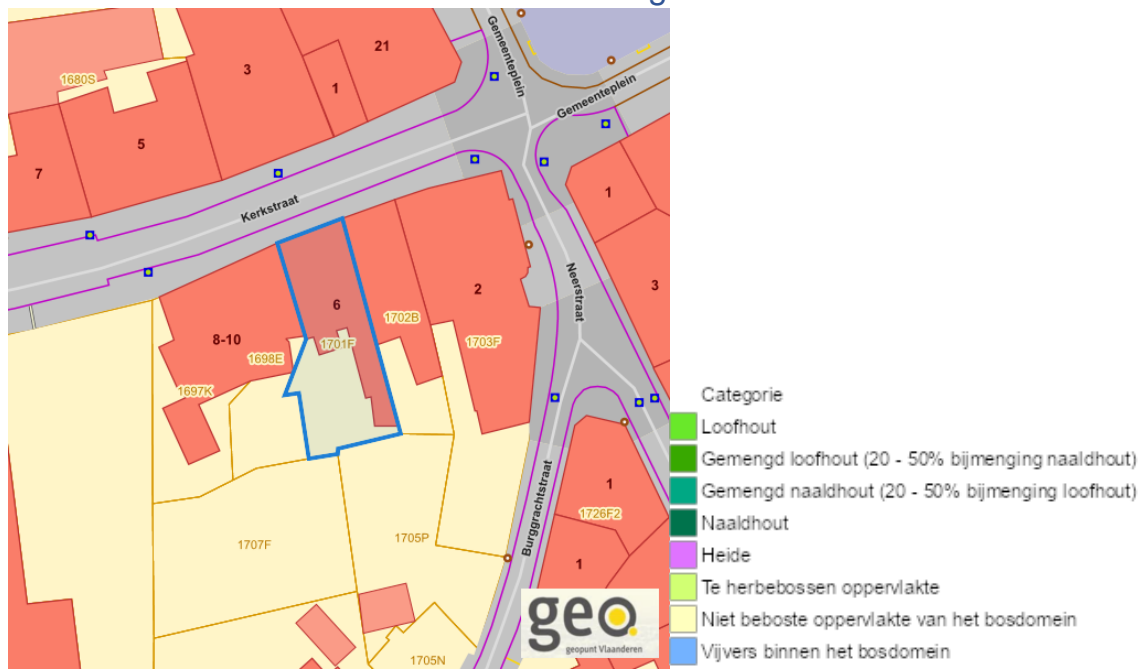 Gemeenteplein
Gemeenteplein
21
3
1
1680S
5
7
Kerkstraat
1
6
2
Neerstraat
3
8-10
1698E
1701F
1702B
1703F
1697K
1707F
1705P
Burggrachtstraat
1
1726F2
1
1705N
geo.
geopunt Vlaanderen
Categorie
Loofhout
Gemengd loofhout (20 - 50% bijmenging naaldhout)
Gemengd naaldhout (20 - 50% bijmenging loofhout)
Naaldhout
Heide
Te herbebossen oppervlakte
Niet beboste oppervlakte van het bosdomein
Vijvers binnen het bosdomein